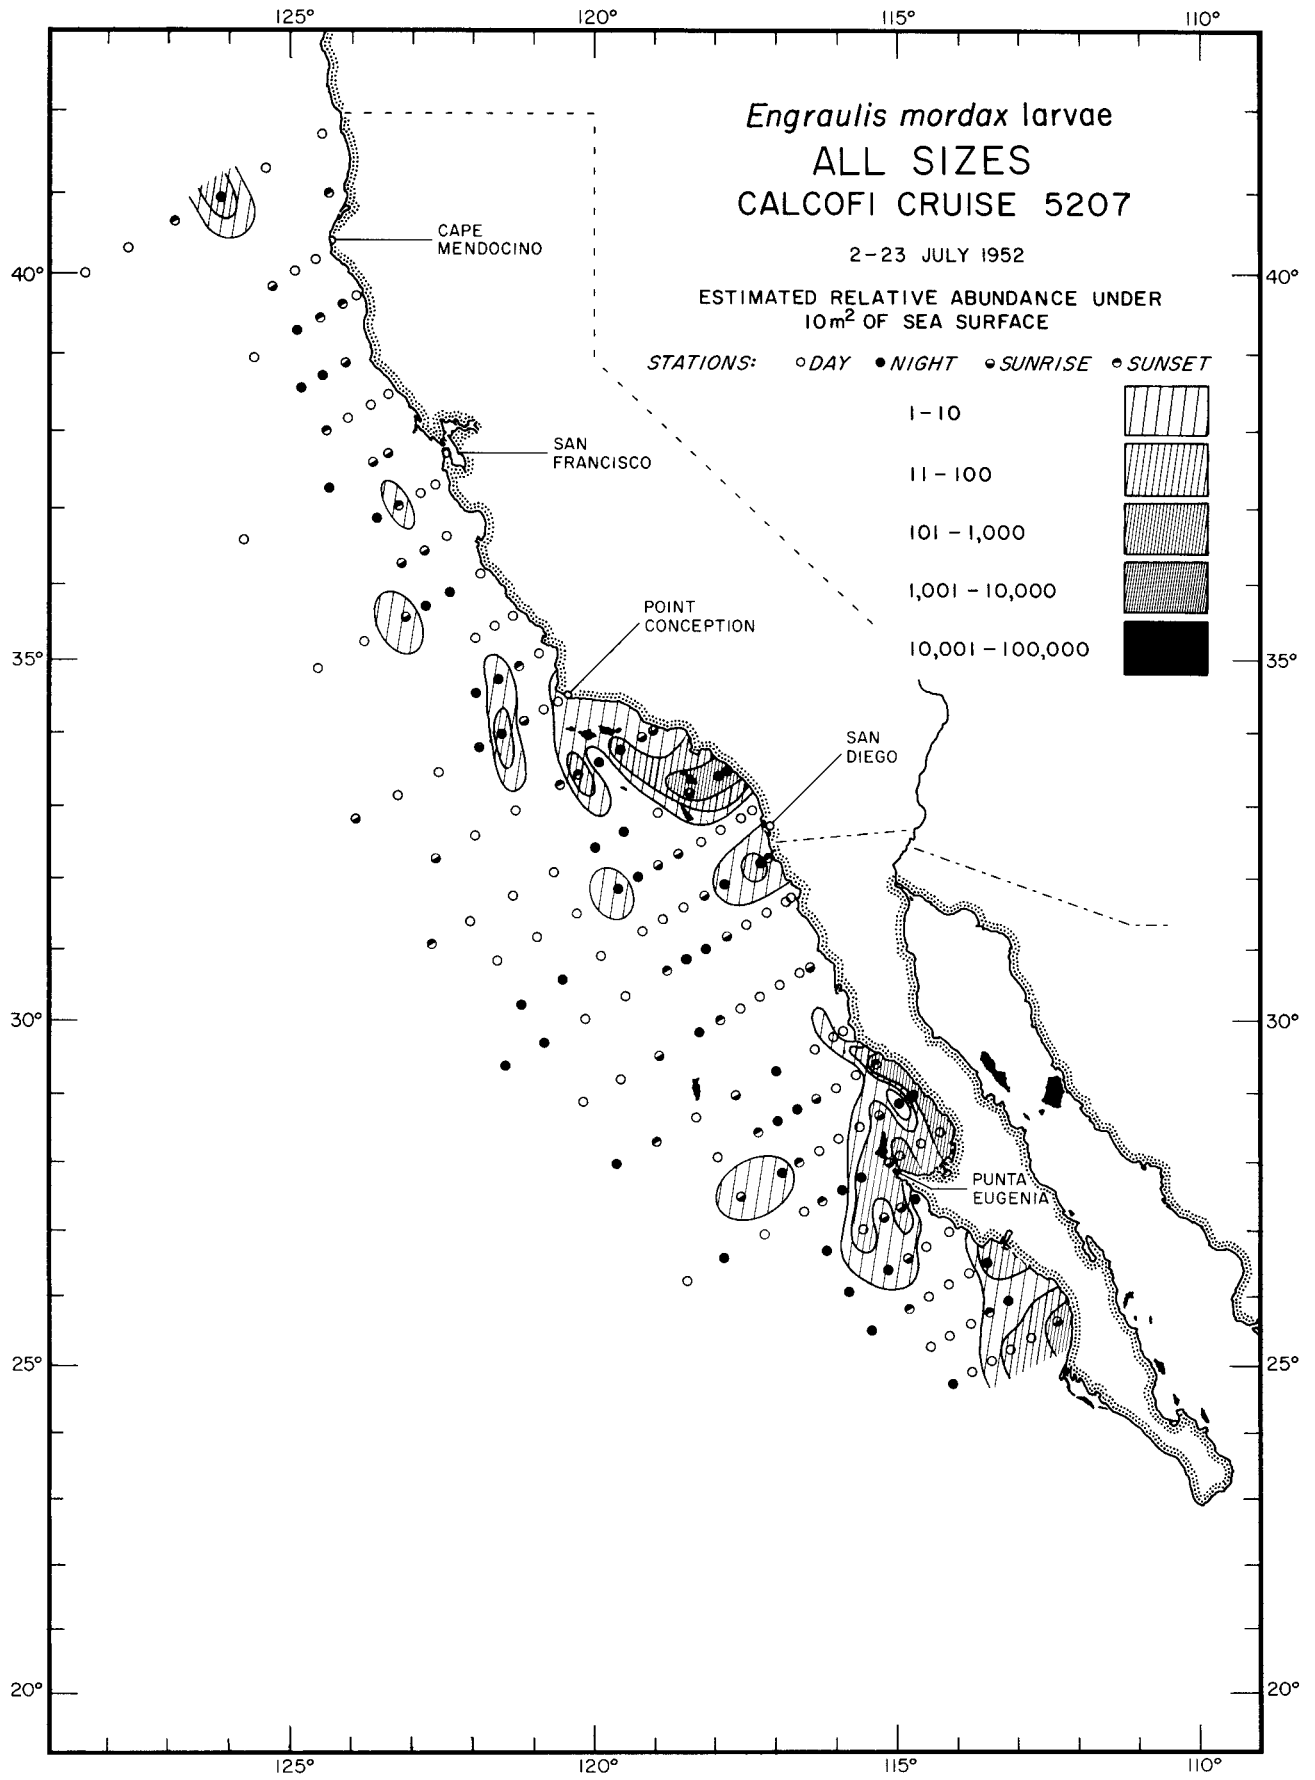 125° 120° 115° 110°
Engraulis mordax larvae
ALL SIZES
CALCOFI CRUISE 5207
2-23 JULY 1952
ESTIMATED RELATIVE ABUNDANCE UNDER
10m² OF SEA SURFACE
STATIONS: DAY NIGHT SUNRISE SUNSET
1-10
11-100
101-1,000
1,001-10,000
10,001-100,000
CAPE
MENDOCINO
40° 40°
SAN
FRANCISCO
POINT
CONCEPTION
35° 35°
SAN
DIEGO
30° 30°
PUNTA
EUGENIA
25° 25°
20° 20°
125° 120° 115° 110°